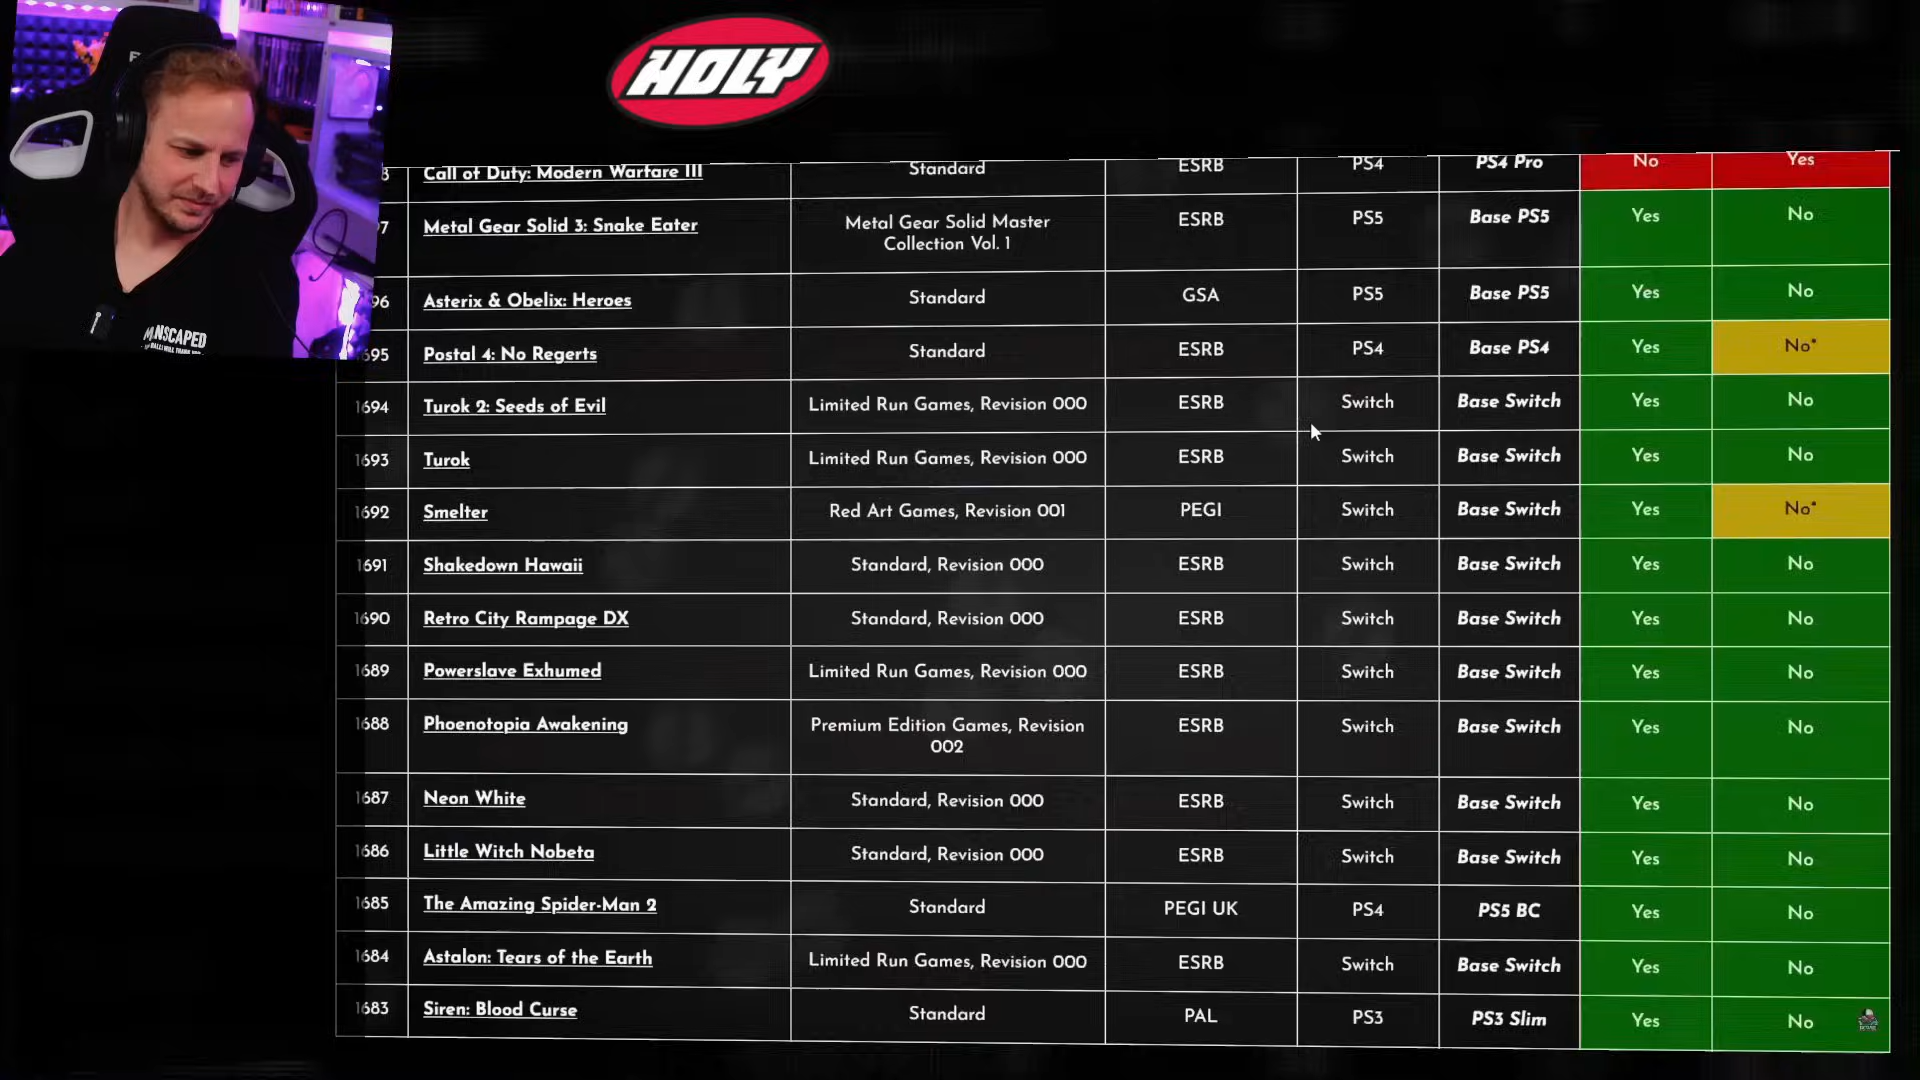 HOLY
MANSCAPED
8 Call of Duty: Modern Warfare III Standard ESRB PS4 PS4 Pro No Yes
97 Metal Gear Solid 3: Snake Eater Metal Gear Solid Master Collection Vol. 1 ESRB PS5 Base PS5 Yes No
96 Asterix & Obelix: Heroes Standard GSA PS5 Base PS5 Yes No
695 Postal 4: No Regerts Standard ESRB PS4 Base PS4 Yes No*
1694 Turok 2: Seeds of Evil Limited Run Games, Revision 000 ESRB Switch Base Switch Yes No
1693 Turok Limited Run Games, Revision 000 ESRB Switch Base Switch Yes No
1692 Smelter Red Art Games, Revision 001 PEGI Switch Base Switch Yes No*
1691 Shakedown Hawaii Standard, Revision 000 ESRB Switch Base Switch Yes No
1690 Retro City Rampage DX Standard, Revision 000 ESRB Switch Base Switch Yes No
1689 Powerslave Exhumed Limited Run Games, Revision 000 ESRB Switch Base Switch Yes No
1688 Phoenotopia Awakening Premium Edition Games, Revision 002 ESRB Switch Base Switch Yes No
1687 Neon White Standard, Revision 000 ESRB Switch Base Switch Yes No
1686 Little Witch Nobeta Standard, Revision 000 ESRB Switch Base Switch Yes No
1685 The Amazing Spider-Man 2 Standard PEGI UK PS4 PS5 BC Yes No
1684 Astalon: Tears of the Earth Limited Run Games, Revision 000 ESRB Switch Base Switch Yes No
1683 Siren: Blood Curse Standard PAL PS3 PS3 Slim Yes No